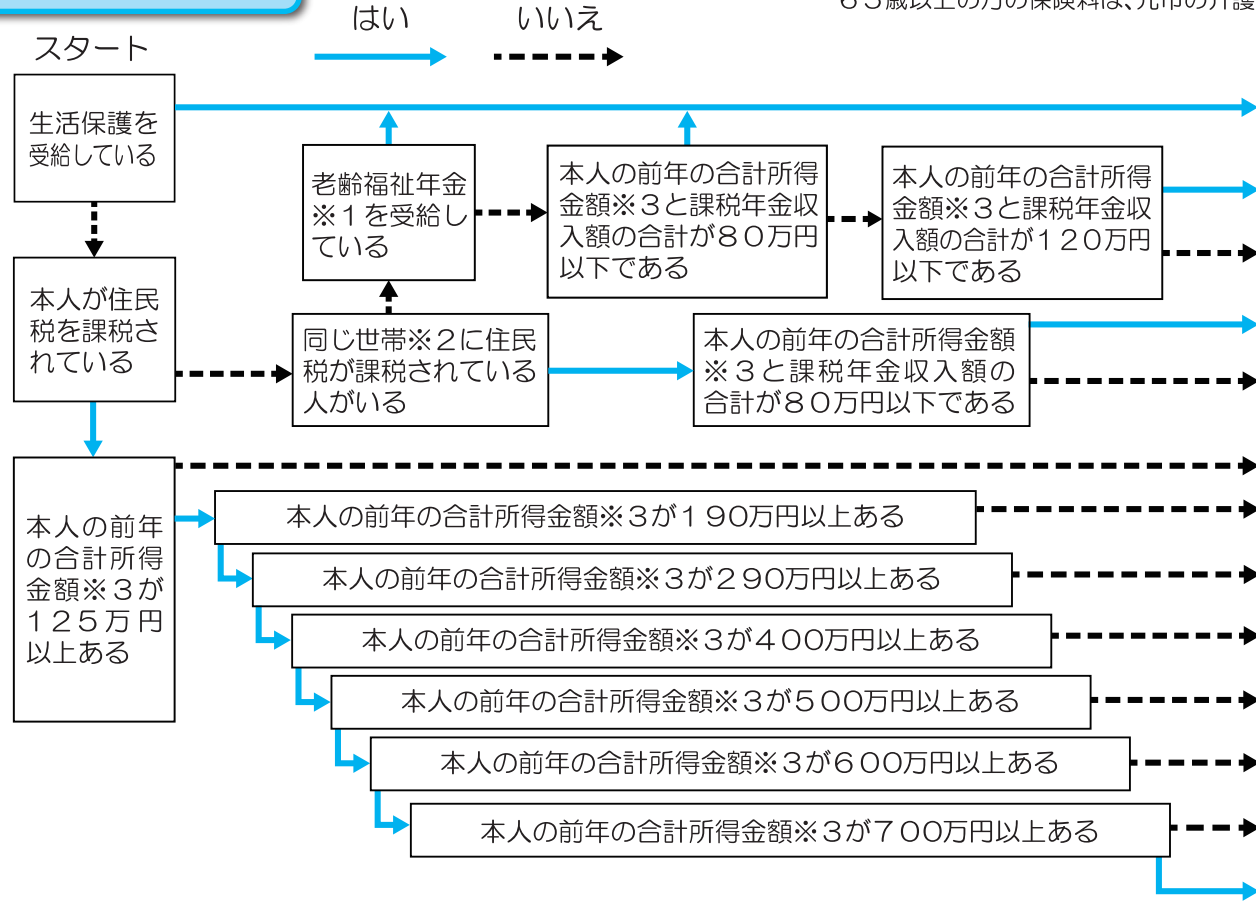 65歳以上の方の保険料は、元市の介護
はい
いいえ
スタート
生活保護を
受給している
老齢福祉年金
※1を受給し
ている
本人の前年の合計所得
金額※3と課税年金収
入額の合計が80万円
以下である
本人の前年の合計所得
金額※3と課税年金収
入額の合計が120万円
以下である
本人が住民
税を課税さ
れている
同じ世帯※2に住民
税が課税されている
人がいる
本人の前年の合計所得金額
※3と課税年金収入額の
合計が80万円以下である
本人の前年
の合計所得
金額※3が
125万円
以上ある
本人の前年の合計所得金額※3が190万円以上ある
本人の前年の合計所得金額※3が290万円以上ある
本人の前年の合計所得金額※3が400万円以上ある
本人の前年の合計所得金額※3が500万円以上ある
本人の前年の合計所得金額※3が600万円以上ある
本人の前年の合計所得金額※3が700万円以上ある